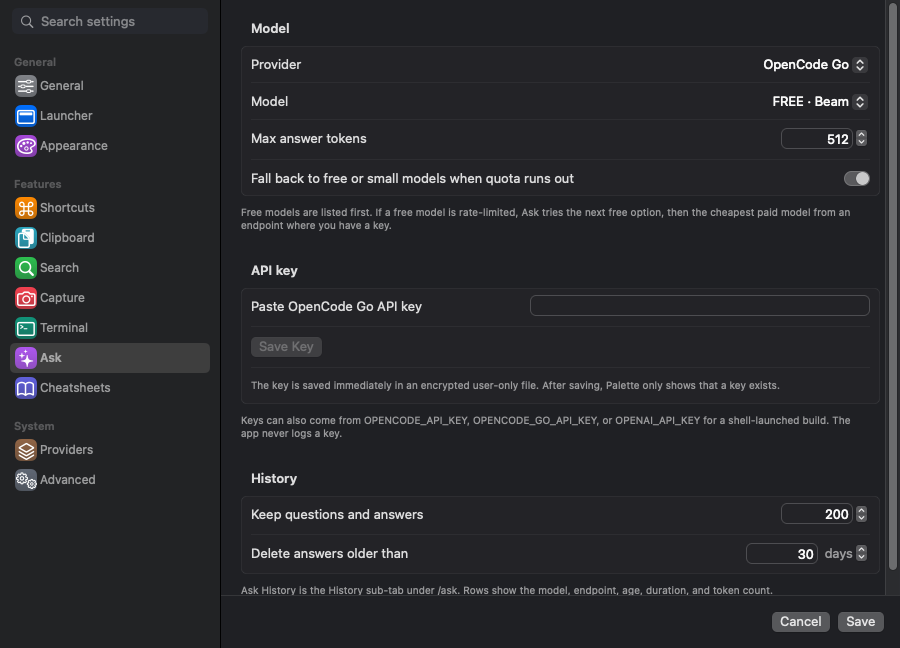 Search settings
General
General
Launcher
Appearance
Features
Shortcuts
Clipboard
Search
Capture
Terminal
Ask
Cheatsheets
System
Providers
Advanced
Model
Provider
OpenCode Go
Model
FREE · Beam
Max answer tokens
512
Fall back to free or small models when quota runs out
Free models are listed first. If a free model is rate-limited, Ask tries the next free option, then the cheapest paid model from an
endpoint where you have a key.
API key
Paste OpenCode Go API key
Save Key
The key is saved immediately in an encrypted user-only file. After saving, Palette only shows that a key exists.
Keys can also come from OPENCODE_API_KEY, OPENCODE_GO_API_KEY, or OPENAI_API_KEY for a shell-launched build. The
app never logs a key.
History
Keep questions and answers
200
Delete answers older than
30 days
Ask History is the History sub-tab under /ask. Rows show the model, endpoint, age, duration, and token count.
Cancel
Save